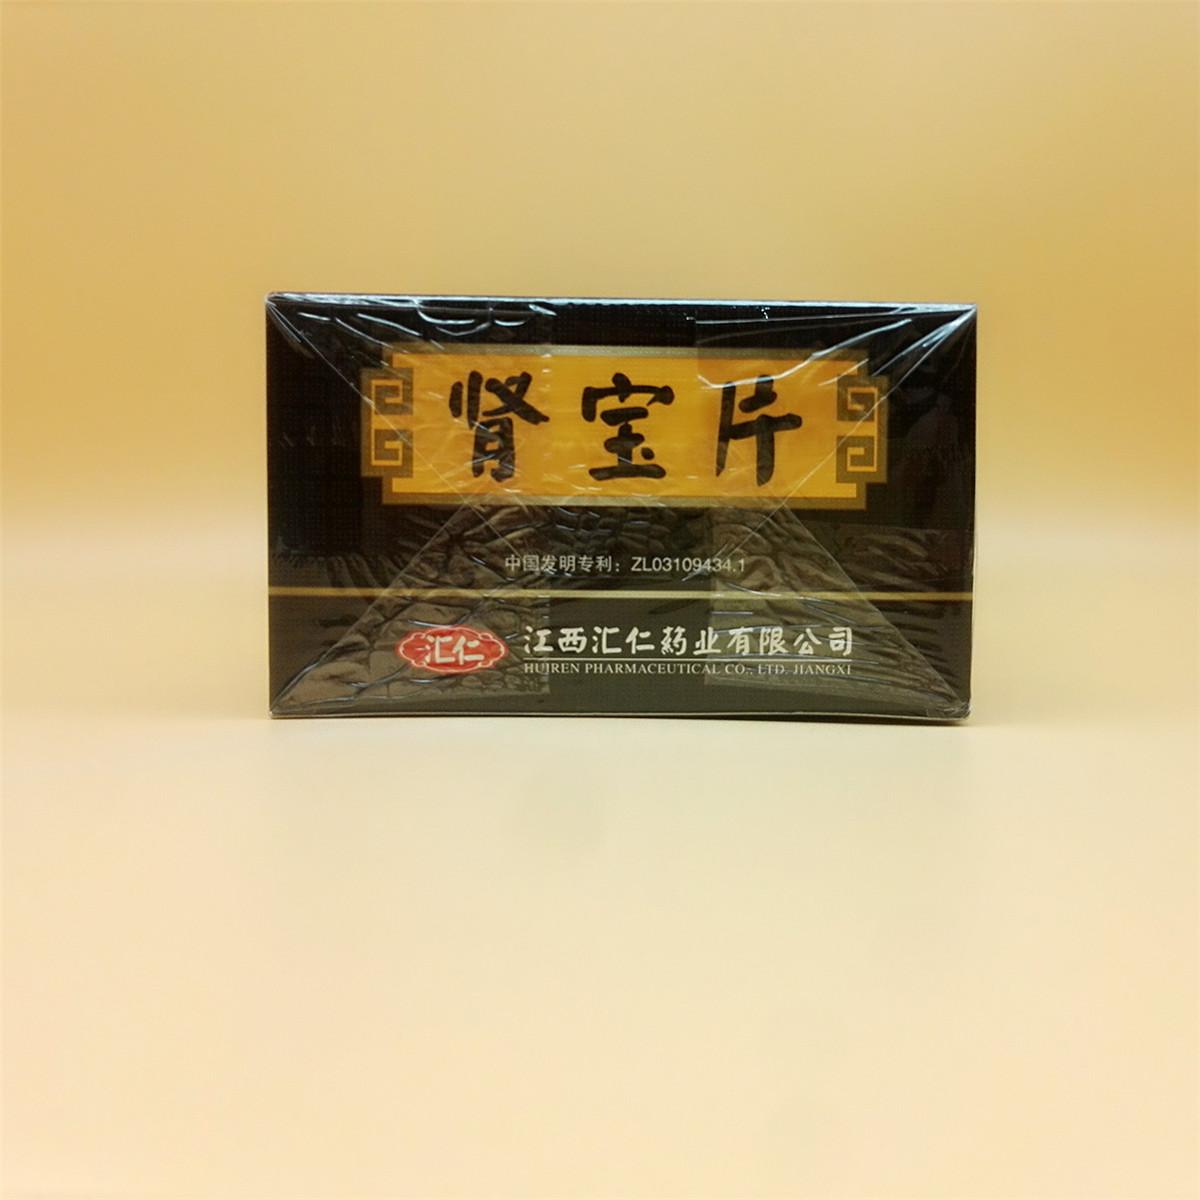 肾宝片
中国发明专利：ZL03109434.1
汇仁
江西汇仁药业有限公司
HUIREN PHARMACEUTICAL CO., LTD. JIANGXI